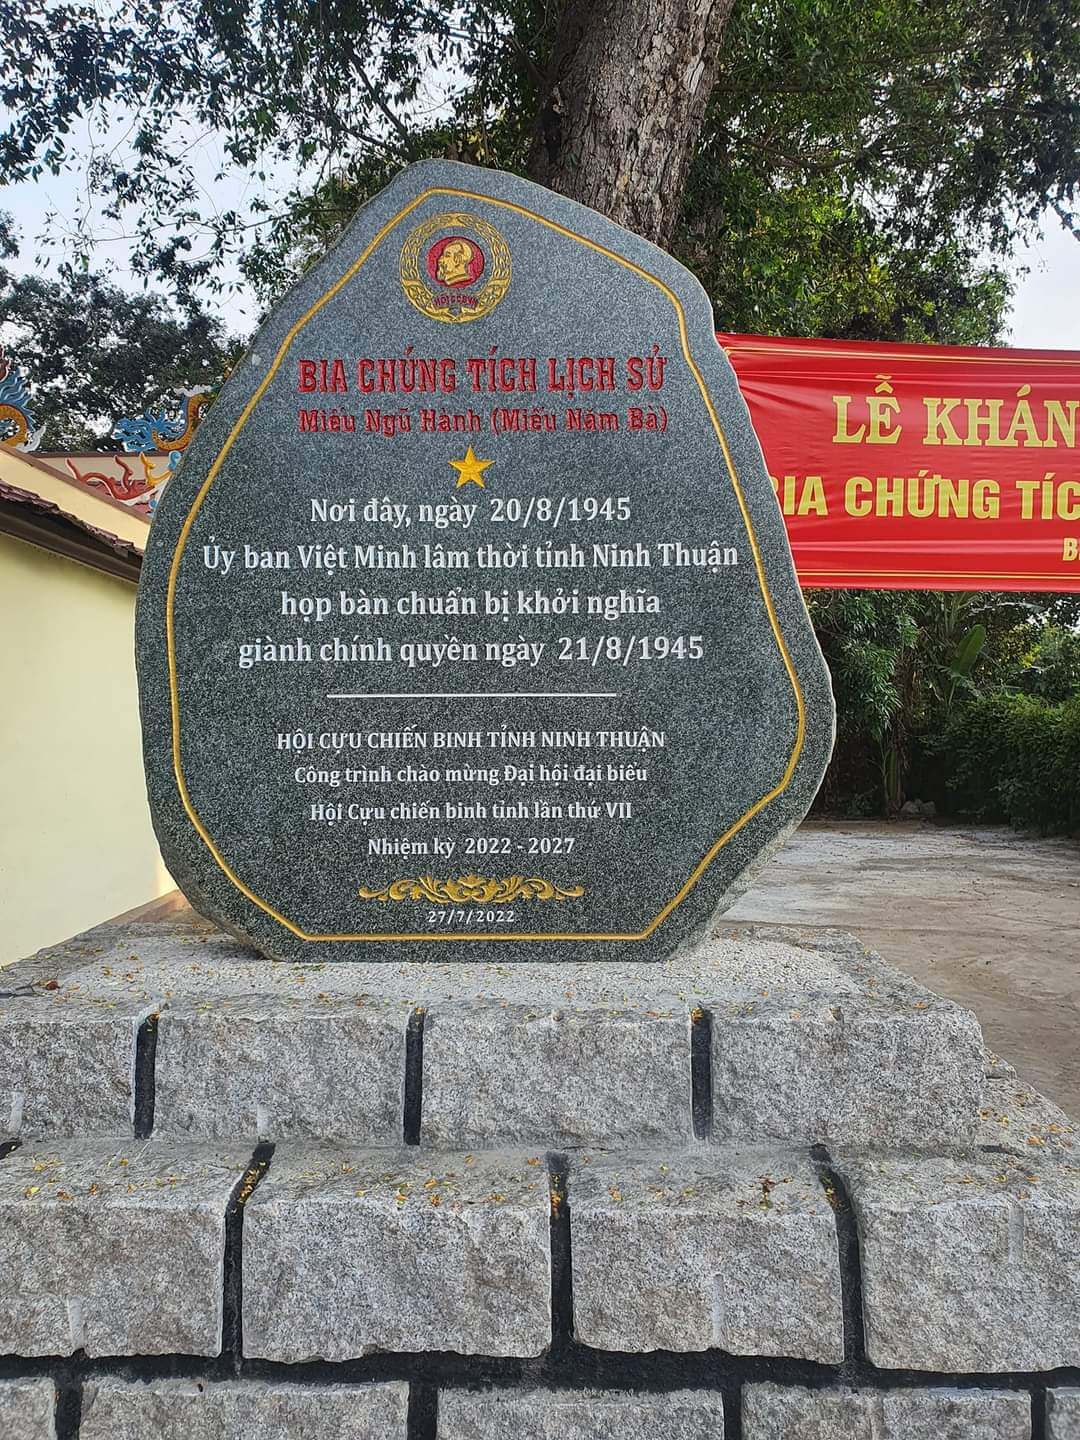 HỘI CCBVN
BIA CHỨNG TÍCH LỊCH SỬ
Miếu Ngũ Hành (Miếu Năm Bà)
Nơi đây, ngày 20/8/1945
Ủy ban Việt Minh lâm thời tỉnh Ninh Thuận
họp bàn chuẩn bị khởi nghĩa
giành chính quyền ngày 21/8/1945
HỘI CỰU CHIẾN BINH TỈNH NINH THUẬN
Công trình chào mừng Đại hội đại biểu
Hội Cựu chiến binh tỉnh lần thứ VII
Nhiệm kỳ 2022 - 2027
27/7/2022
LỄ KHÁN
BIA CHỨNG TÍC